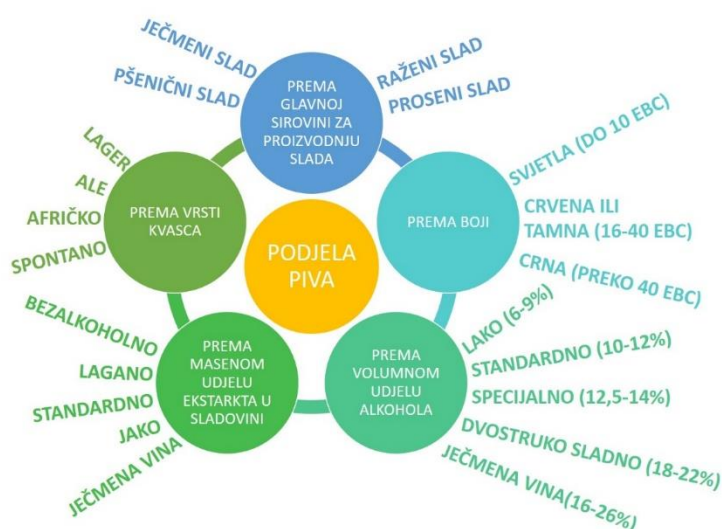 JEČMENI SLAD
PŠENIČNI SLAD
RAŽENI SLAD
PROSENI SLAD
PREMA
GLAVNOJ
SIROVINI ZA
PROIZVODNJU
SLADA
SVJETLA (DO 10 EBC)
CRVENA ILI
TAMNA (16-40 EBC)
CRNA (PREKO 40 EBC)
PREMA BOJI
LAGER
ALE
AFRIČKO
SPONTANO
PREMA VRSTI
KVASCA
PODJELA
PIVA
BEZALKOHOLNO
LAGANO
STANDARDNO
JAKO
JEČMENA VINA
PREMA
MASENOM
UDJELU
EKSTARKTA U
SLADOVINI
PREMA
VOLUMNOM
UDJELU
ALKOHOLA
LAKO (6-9%)
STANDARDNO (10-12%)
SPECIJALNO (12,5-14%)
DVOSTRUKO SLADNO (18-22%)
JEČMENA VINA(16-26%)